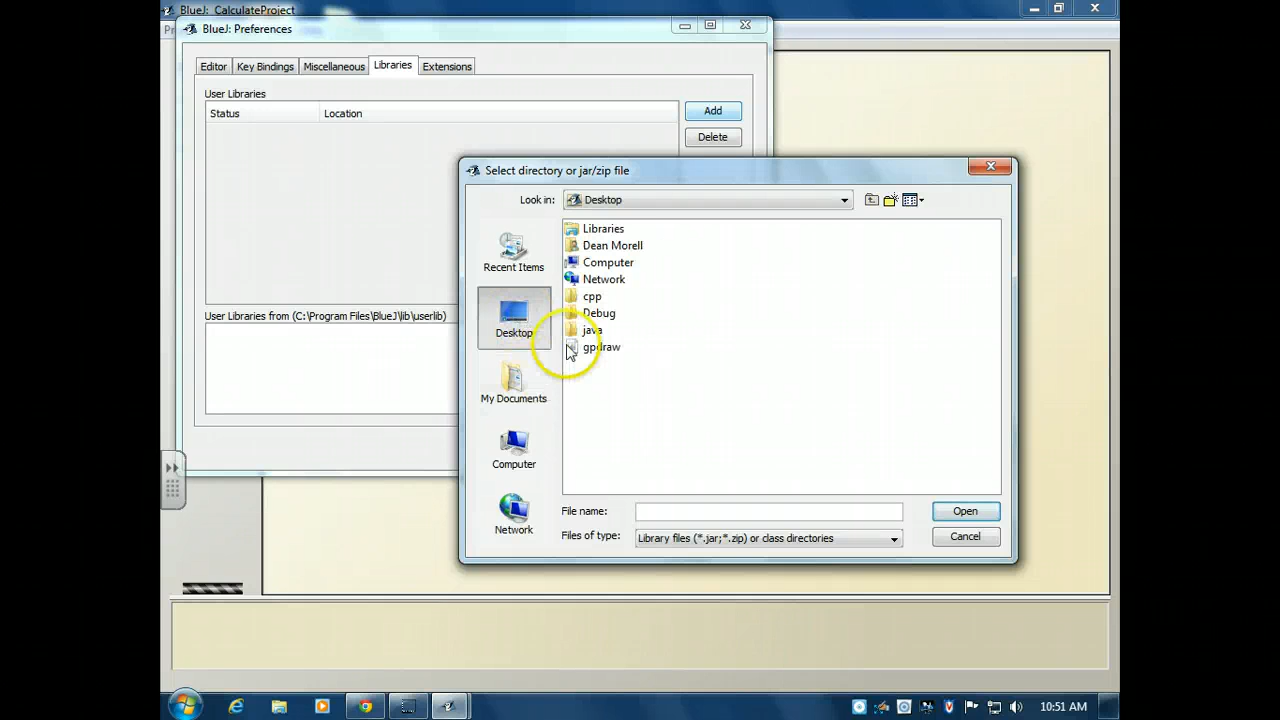 BlueJ: CalculateProject
BlueJ: Preferences
Editor
Key Bindings
Miscellaneous
Libraries
Extensions
User Libraries
Status
Location
Add
Delete
Select directory or jar/zip file
Look in:
Desktop
Recent Items
Desktop
My Documents
Computer
Network
Libraries
Dean Morell
Computer
Network
cpp
Debug
java
gpdraw
User Libraries from (C:\Program Files\BlueJ\lib\userlib)
File name:
Open
Files of type:
Library files (*.jar;*.zip) or class directories
Cancel
10:51 AM